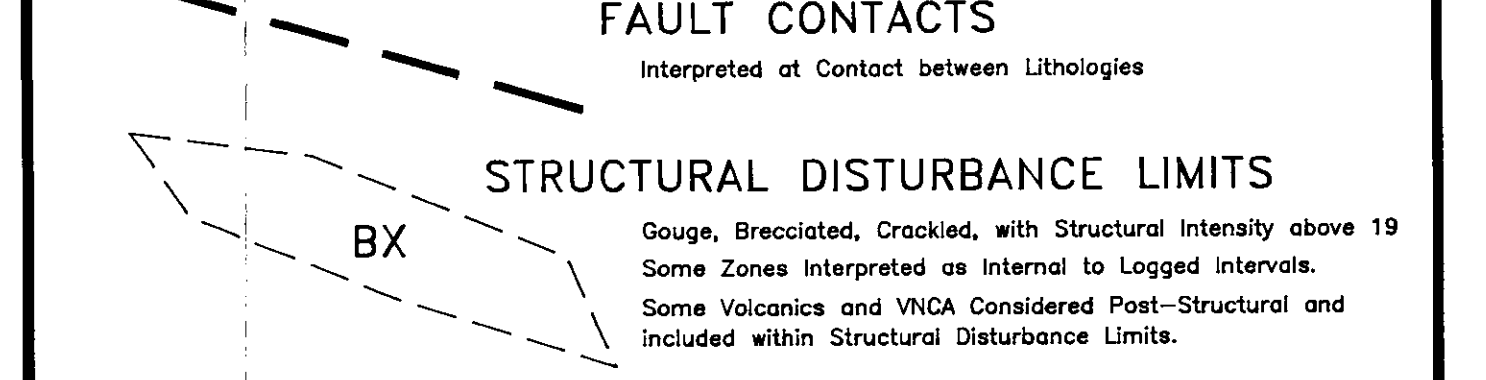 FAULT CONTACTS
Interpreted at Contact between Lithologies
STRUCTURAL DISTURBANCE LIMITS
BX
Gouge, Brecciated, Crackled, with Structural Intensity above 19
Some Zones Interpreted as Internal to Logged Intervals.
Some Volcanics and VNCA Considered Post-Structural and
included within Structural Disturbance Limits.